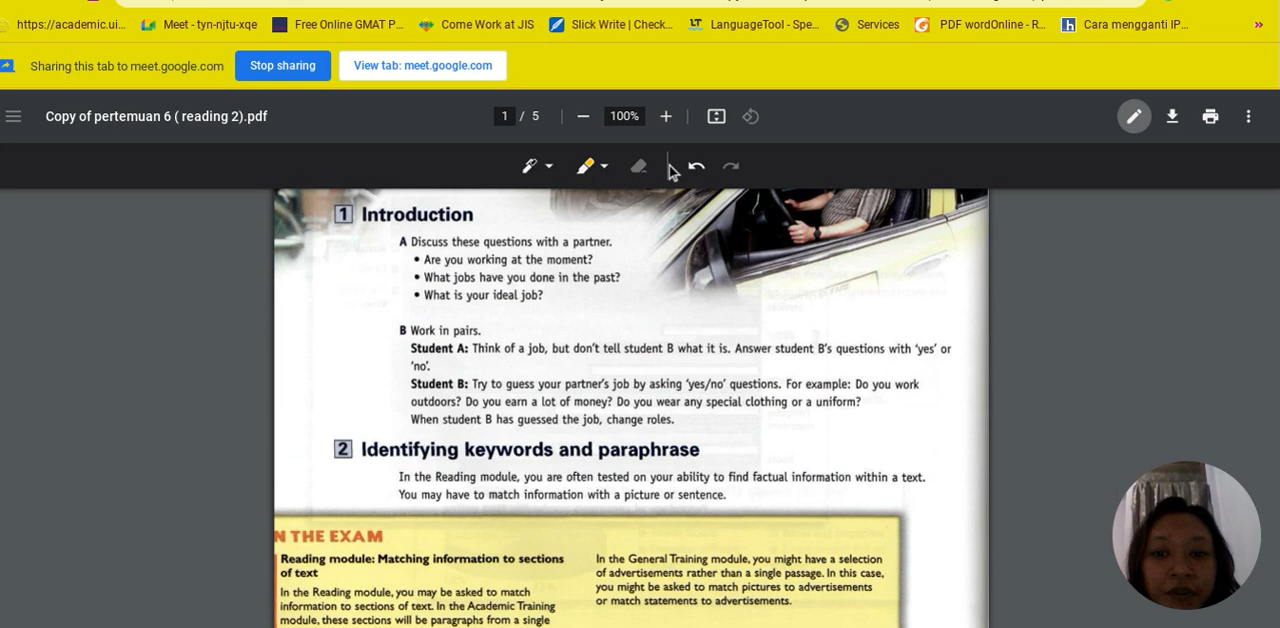 https://academic.ui... Meet - tyn-njtu-xqe Free Online GMAT P... Come Work at JIS Slick Write | Check... LanguageTool - Spe... Services PDF wordOnline - R... Cara mengganti IP... »
Sharing this tab to meet.google.com Stop sharing View tab: meet.google.com
Copy of pertemuan 6 ( reading 2).pdf 1 / 5 100%
1 Introduction
A Discuss these questions with a partner.
• Are you working at the moment?
• What jobs have you done in the past?
• What is your ideal job?
B Work in pairs.
Student A: Think of a job, but don't tell student B what it is. Answer student B's questions with 'yes' or
'no'.
Student B: Try to guess your partner's job by asking 'yes/no' questions. For example: Do you work
outdoors? Do you earn a lot of money? Do you wear any special clothing or a uniform?
When student B has guessed the job, change roles.
2 Identifying keywords and paraphrase
In the Reading module, you are often tested on your ability to find factual information within a text.
You may have to match information with a picture or sentence.
N THE EXAM
Reading module: Matching information to sections
of text
In the Reading module, you may be asked to match
information to sections of text. In the Academic Training
module, these sections will be paragraphs from a single
In the General Training module, you might have a selection
of advertisements rather than a single passage. In this case,
you might be asked to match pictures to advertisements
or match statements to advertisements.